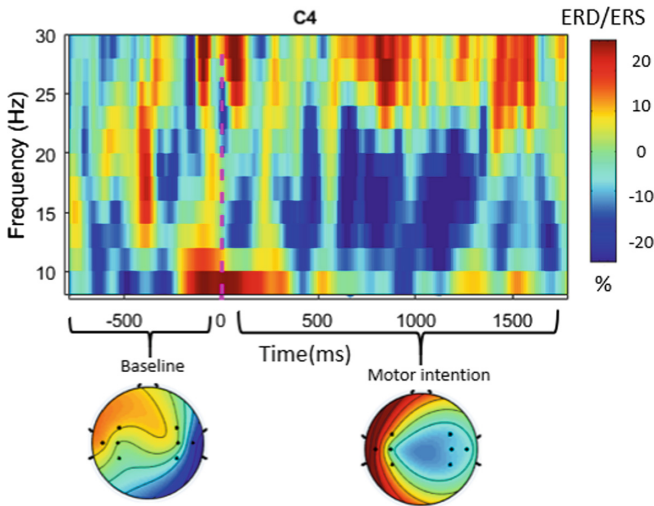 C4
ERD/ERS
Frequency (Hz)
30
25
20
15
10
20
10
0
-10
-20
%
-500
0
500
1000
1500
Time(ms)
Baseline
Motor intention